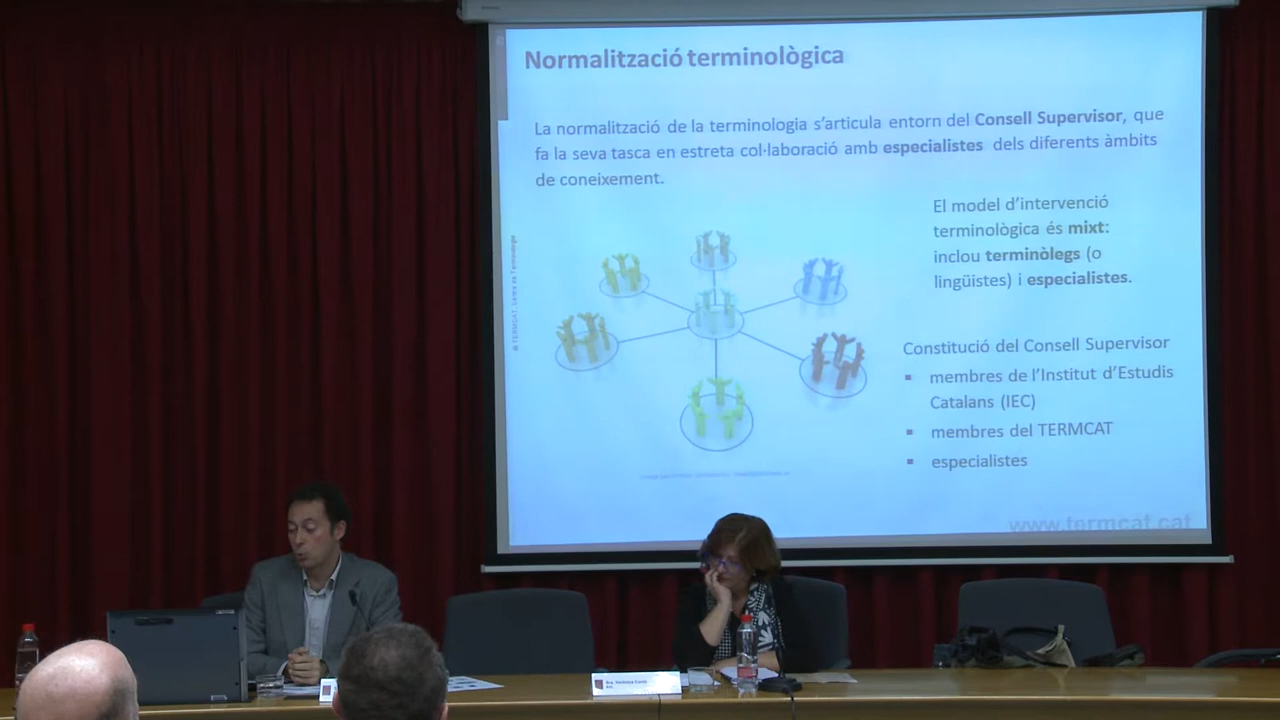 Normalització terminològica
La normalització de la terminologia s'articula entorn del Consell Supervisor, que
fa la seva tasca en estreta col·laboració amb especialistes dels diferents àmbits
de coneixement.
El model d'intervenció
terminològica és mixt:
inclou terminòlegs (o
lingüistes) i especialistes.
Constitució del Consell Supervisor
▪ membres de l'Institut d'Estudis
Catalans (IEC)
▪ membres del TERMCAT
▪ especialistes
www.termcat.cat